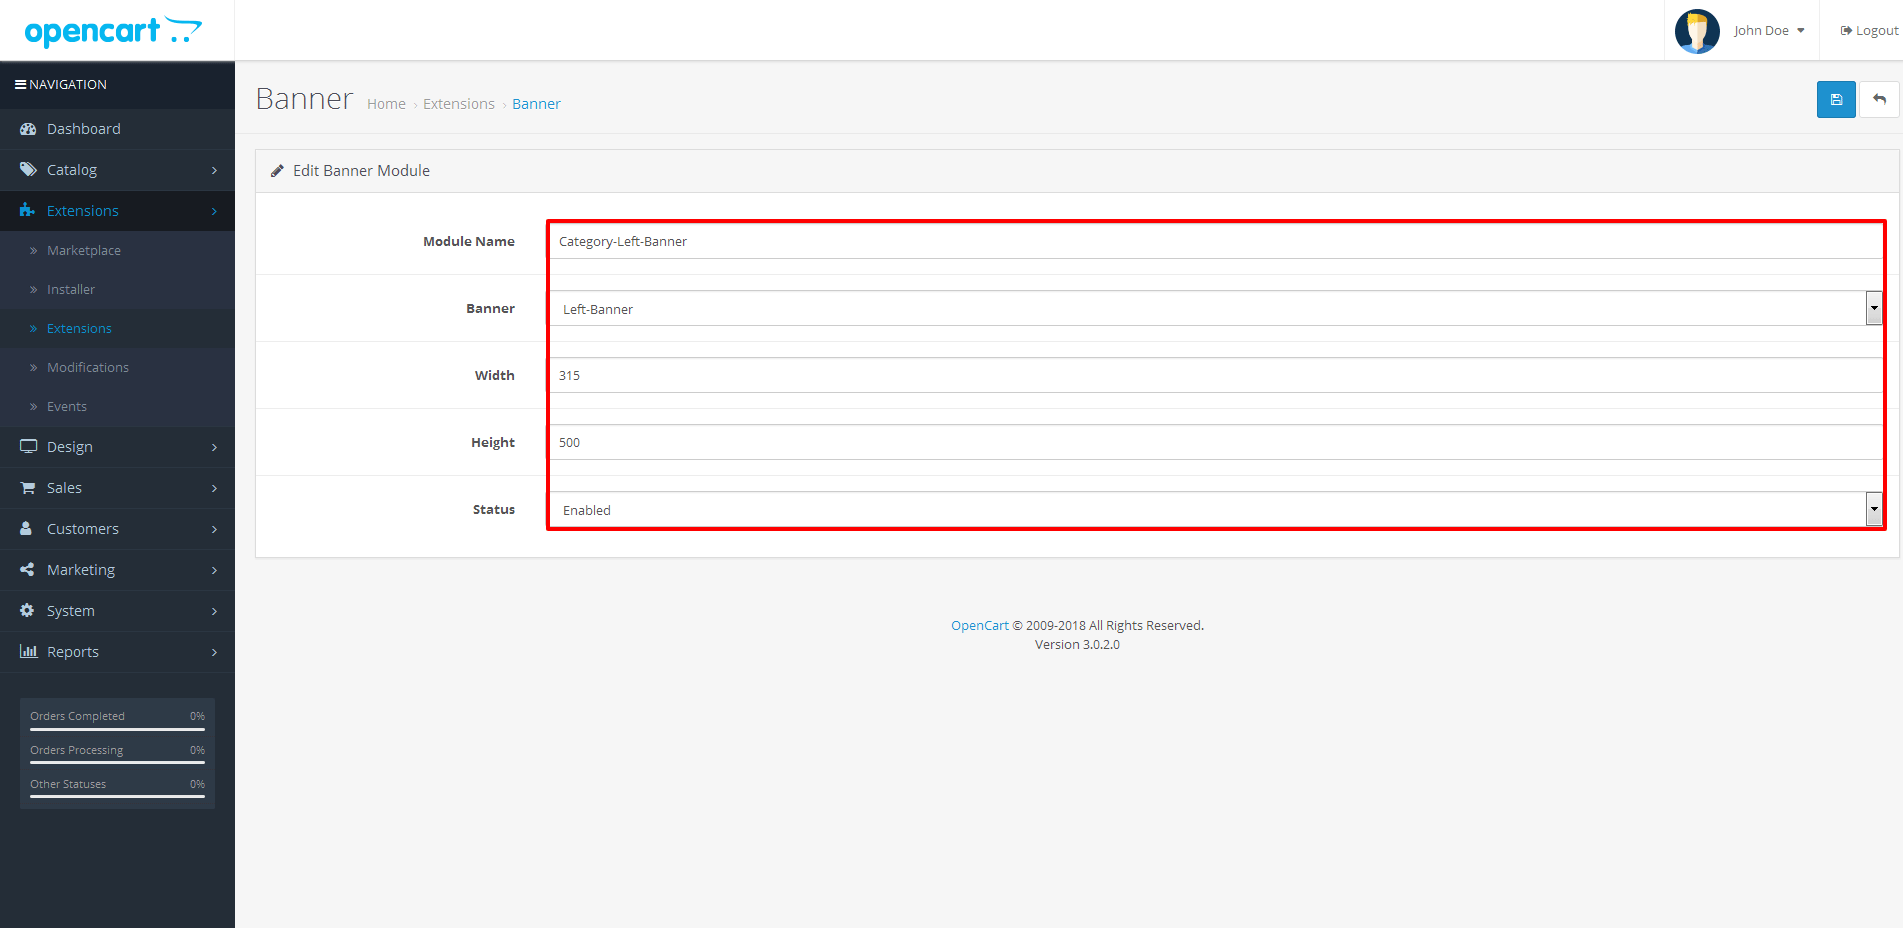 opencart
John Doe
Logout
NAVIGATION
Dashboard
Catalog
Extensions
Marketplace
Installer
Extensions
Modifications
Events
Design
Sales
Customers
Marketing
System
Reports
Orders Completed 0%
Orders Processing 0%
Other Statuses 0%
Banner Home › Extensions › Banner
Edit Banner Module
Module Name Category-Left-Banner
Banner Left-Banner
Width 315
Height 500
Status Enabled
OpenCart © 2009-2018 All Rights Reserved.
Version 3.0.2.0